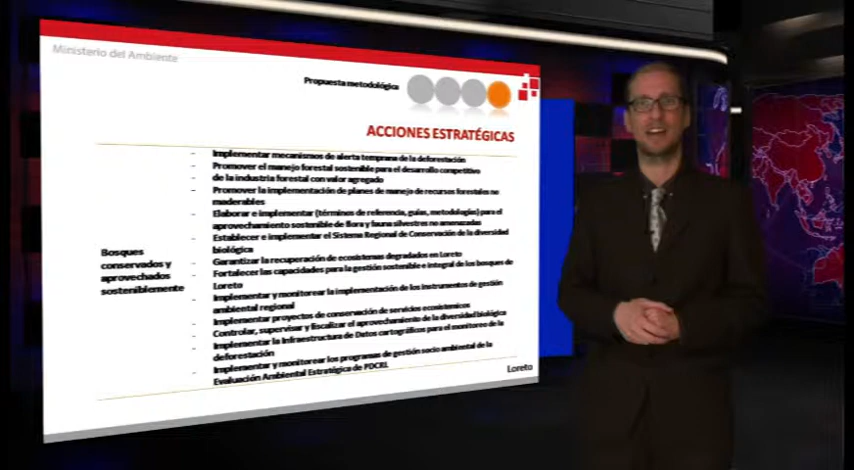 Ministerio del Ambiente
Propuesta metodológica
ACCIONES ESTRATÉGICAS
Bosques
conservados y
aprovechados
sosteniblemente
- Implementar mecanismos de alerta temprana de la deforestación
- Promover el manejo forestal sostenible para el desarrollo competitivo
- de la industria forestal con valor agregado
- Promover la implementación de planes de manejo de recursos forestales no
maderables
- Elaborar e implementar (términos de referencia, guías, metodologías) para el
aprovechamiento sostenible de flora y fauna silvestres no amenazadas
- Establecer e implementar el Sistema Regional de Conservación de la diversidad
biológica
- Garantizar la recuperación de ecosistemas degradados en Loreto
- Fortalecer las capacidades para la gestión sostenible e integral de los bosques de
Loreto
- Implementar y monitorear la implementación de los instrumentos de gestión
ambiental regional
- Implementar proyectos de conservación de servicios ecosistemicos
- Controlar, supervisar y fiscalizar el aprovechamiento de la diversidad biológica
- Implementar la Infraestructura de Datos cartográficos para el monitoreo de la
deforestación
- Implementar y monitorear los programas de gestión socio ambiental de la
Evaluación Ambiental Estratégica de PDCRL
Loreto